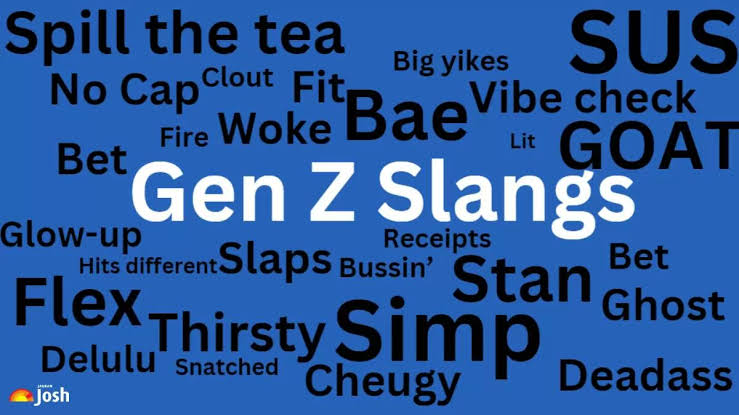 Spill the tea
SUS
Big yikes
No Cap
Clout
Fit
Bae
Vibe check
Fire
Woke
Lit
GOAT
Bet
Gen Z Slangs
Glow-up
Receipts
Hits different
Slaps
Bussin’
Stan
Bet
Flex
Ghost
Thirsty
Simp
Delulu
Snatched
Cheugy
Deadass
JAGRAN
Josh